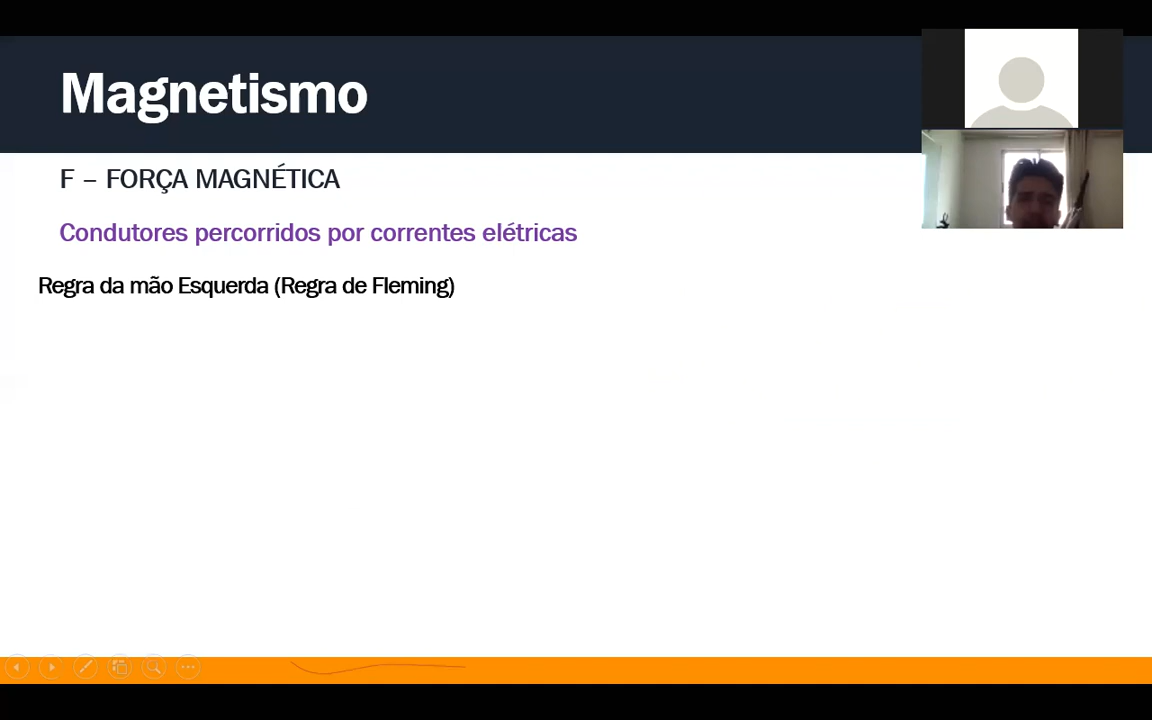 Magnetismo
F – FORÇA MAGNÉTICA
Condutores percorridos por correntes elétricas
Regra da mão Esquerda (Regra de Fleming)